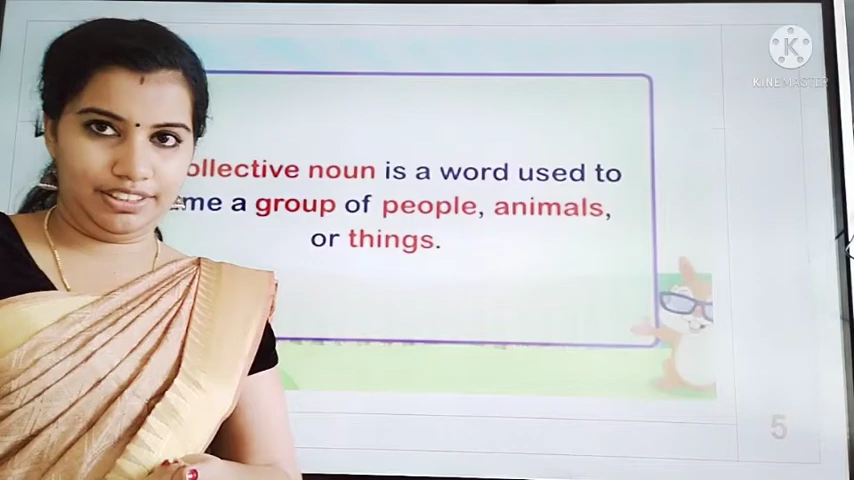 ollective noun is a word used to
me a group of people, animals,
or things.
KINEMASTER
5